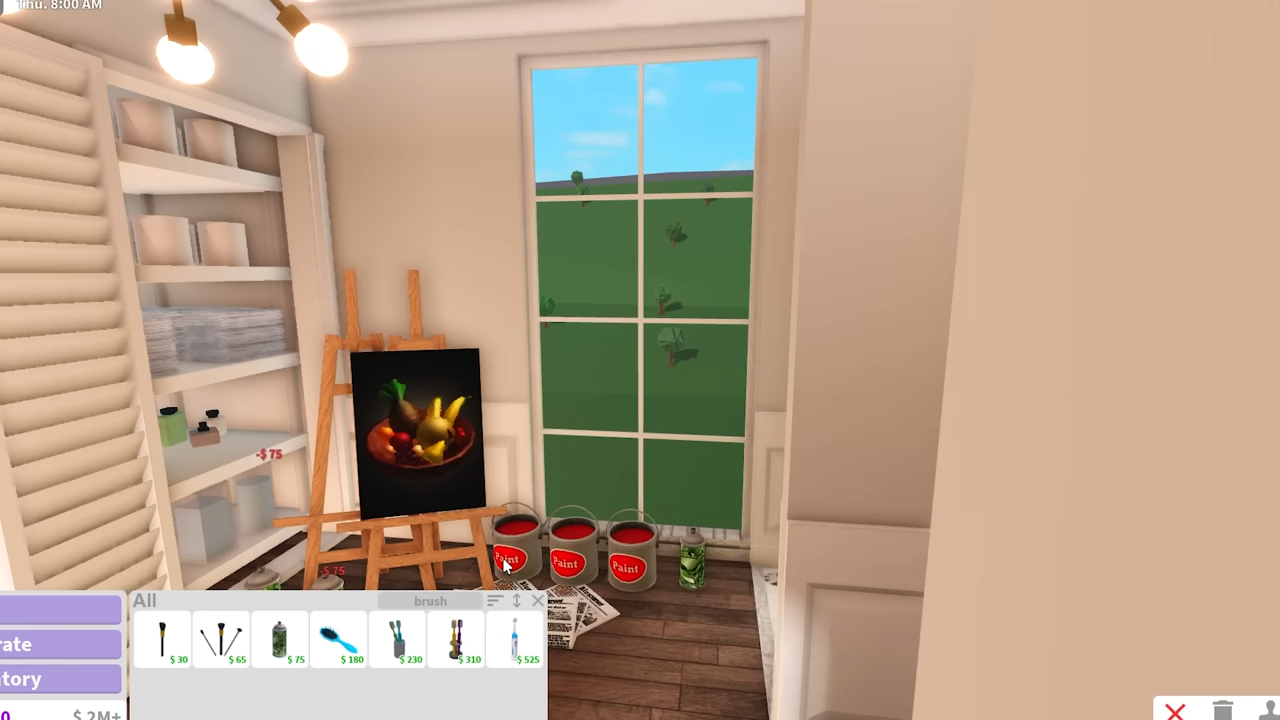 Thu. 8:00 AM
-$ 75
-$ 75
Paint
Paint
Paint
All
brush
$ 30
$ 65
$ 75
$ 180
$ 230
$ 310
$ 525
rate
tory
0
$ 2M+